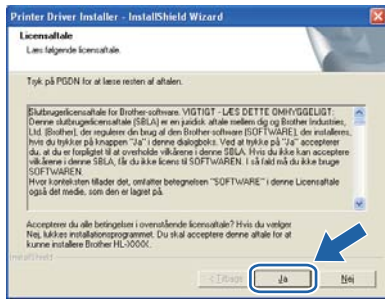 Printer Driver Installer - InstallShield Wizard
Licensaftale
Læs følgende licensaftale.
Tryk på PGDN for at læse resten af aftalen.
Slutbrugerlicensaftale for Brother-software. VIGTIGT - LÆS DETTE OMHYGGELIGT:
Denne slutbrugerlicensaftale (SBLA) er en juridisk aftale mellem dig og Brother Industries,
Ltd. (Brother), der regulerer din brug af den Brother-software (SOFTWARE), der installeres,
hvis du trykker på knappen "Ja" i denne dialogboks. Ved at trykke på "Ja" accepterer
du, at du er forpligtet til at overholde vilkårene i denne SBLA. Hvis du ikke kan acceptere
vilkårene i denne SBLA, får du ikke licens til SOFTWAREN. I så fald må du ikke bruge
SOFTWAREN.
Hvor konteksten tillader det, omfatter betegnelsen "SOFTWARE" i denne Licensaftale
også det medie, som den er lagret på.
Accepterer du alle betingelser i ovenstående licensaftale? Hvis du vælger
Nej, lukkes installationsprogrammet. Du skal acceptere denne aftale for at
kunne installere Brother HL-XXXX.
InstallShield
< Tilbage
Ja
Nej